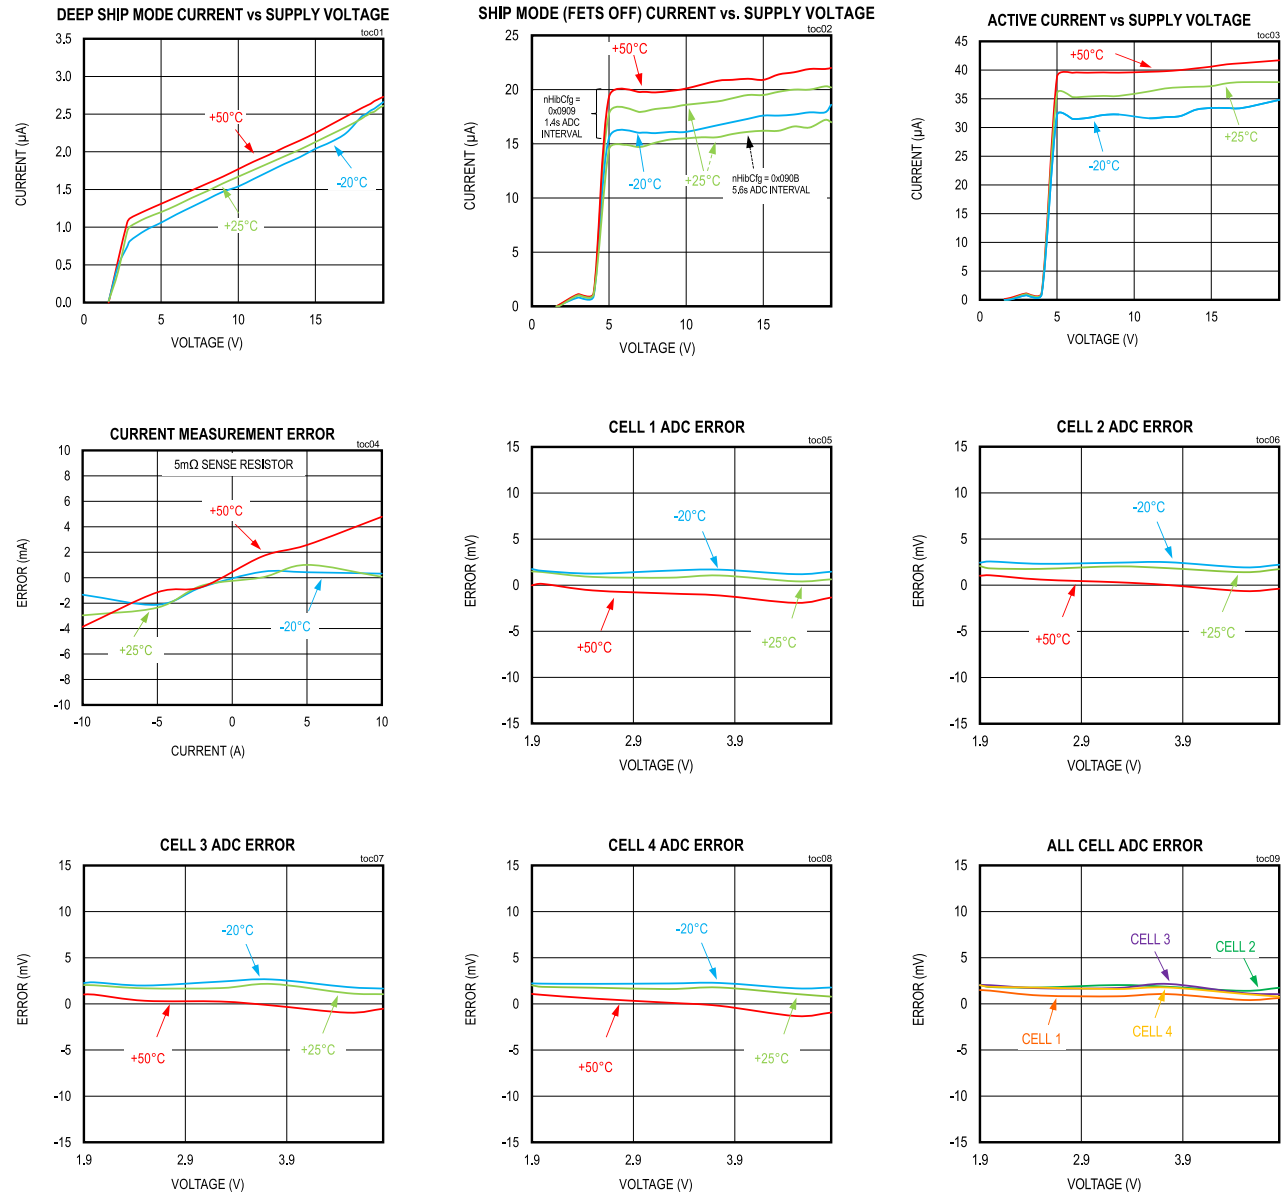 DEEP SHIP MODE CURRENT vs SUPPLY VOLTAGE
toc01
3.5
3.0
2.5
2.0
1.5
1.0
0.5
0.0
CURRENT (µA)
+50°C
-20°C
+25°C
0
5
10
15
VOLTAGE (V)
SHIP MODE (FETS OFF) CURRENT vs. SUPPLY VOLTAGE
toc02
25
20
15
10
5
0
CURRENT (µA)
+50°C
nHibCfg =
0x0909
1.4s ADC
INTERVAL
-20°C
+25°C
nHibCfg = 0x090B
5.6s ADC INTERVAL
0
5
10
15
VOLTAGE (V)
ACTIVE CURRENT vs SUPPLY VOLTAGE
toc03
45
40
35
30
25
20
15
10
5
0
CURRENT (µA)
+50°C
+25°C
-20°C
0
5
10
15
VOLTAGE (V)
CURRENT MEASUREMENT ERROR
toc04
10
8
6
4
2
0
-2
-4
-6
-8
-10
ERROR (mA)
5mΩ SENSE RESISTOR
+50°C
-20°C
+25°C
-10
-5
0
5
10
CURRENT (A)
CELL 1 ADC ERROR
toc05
15
10
5
0
-5
-10
-15
ERROR (mV)
-20°C
+50°C
+25°C
1.9
2.9
3.9
VOLTAGE (V)
CELL 2 ADC ERROR
toc06
15
10
5
0
-5
-10
-15
ERROR (mV)
-20°C
+50°C
+25°C
1.9
2.9
3.9
VOLTAGE (V)
CELL 3 ADC ERROR
toc07
15
10
5
0
-5
-10
-15
ERROR (mV)
-20°C
+50°C
+25°C
1.9
2.9
3.9
VOLTAGE (V)
CELL 4 ADC ERROR
toc08
15
10
5
0
-5
-10
-15
ERROR (mV)
-20°C
+50°C
+25°C
1.9
2.9
3.9
VOLTAGE (V)
ALL CELL ADC ERROR
toc09
15
10
5
0
-5
-10
-15
ERROR (mV)
CELL 3
CELL 2
CELL 1
CELL 4
1.9
2.9
3.9
VOLTAGE (V)